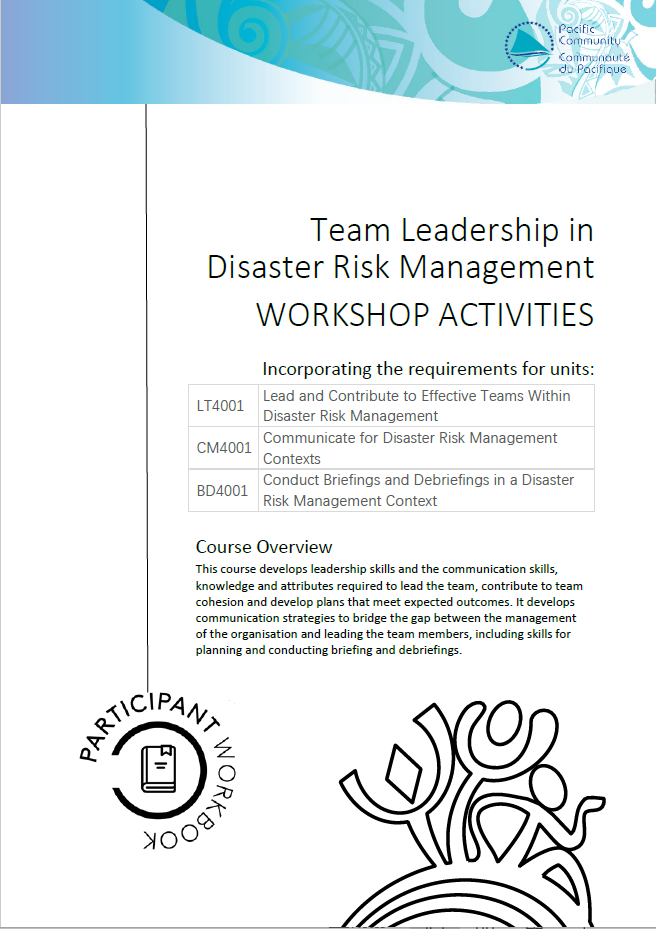 Pacific
Community
Communauté
du Pacifique
Team Leadership in
Disaster Risk Management
WORKSHOP ACTIVITIES
Incorporating the requirements for units:
LT4001
Lead and Contribute to Effective Teams Within
Disaster Risk Management
CM4001
Communicate for Disaster Risk Management
Contexts
BD4001
Conduct Briefings and Debriefings in a Disaster
Risk Management Context
Course Overview
This course develops leadership skills and the communication skills,
knowledge and attributes required to lead the team, contribute to team
cohesion and develop plans that meet expected outcomes. It develops
communication strategies to bridge the gap between the management
of the organisation and leading the team members, including skills for
planning and conducting briefing and debriefings.
PARTICIPANT WORKBOOK